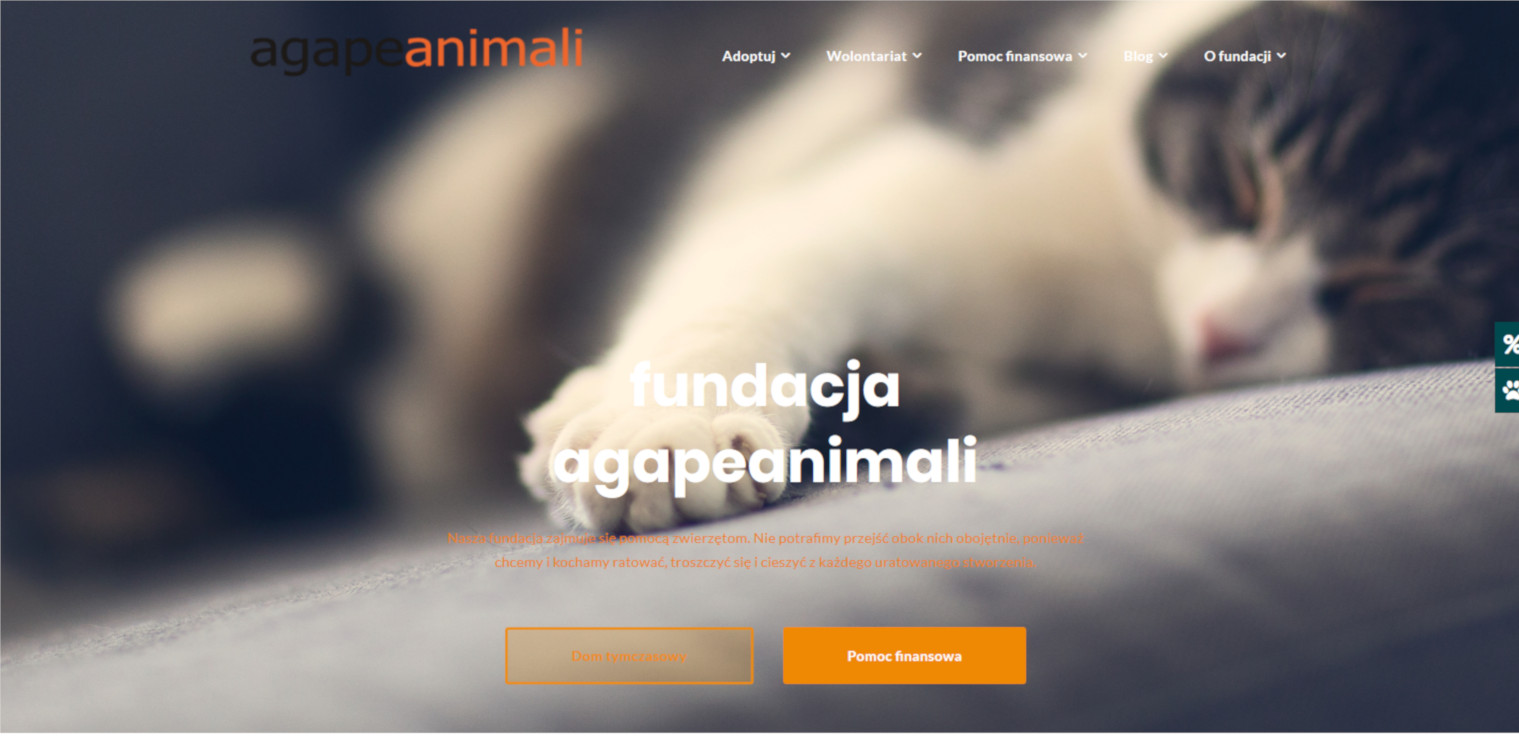 agapeanimali
Adoptuj
Wolontariat
Pomoc finansowa
Blog
O fundacji
%
fundacja
agapeanimali
Nasza fundacja zajmuje się pomocą zwierzętom. Nie potrafimy przejść obok nich obojętnie, ponieważ
chcemy i kochamy ratować, troszczyć się i cieszyć z każdego uratowanego stworzenia.
Dom tymczasowy
Pomoc finansowa